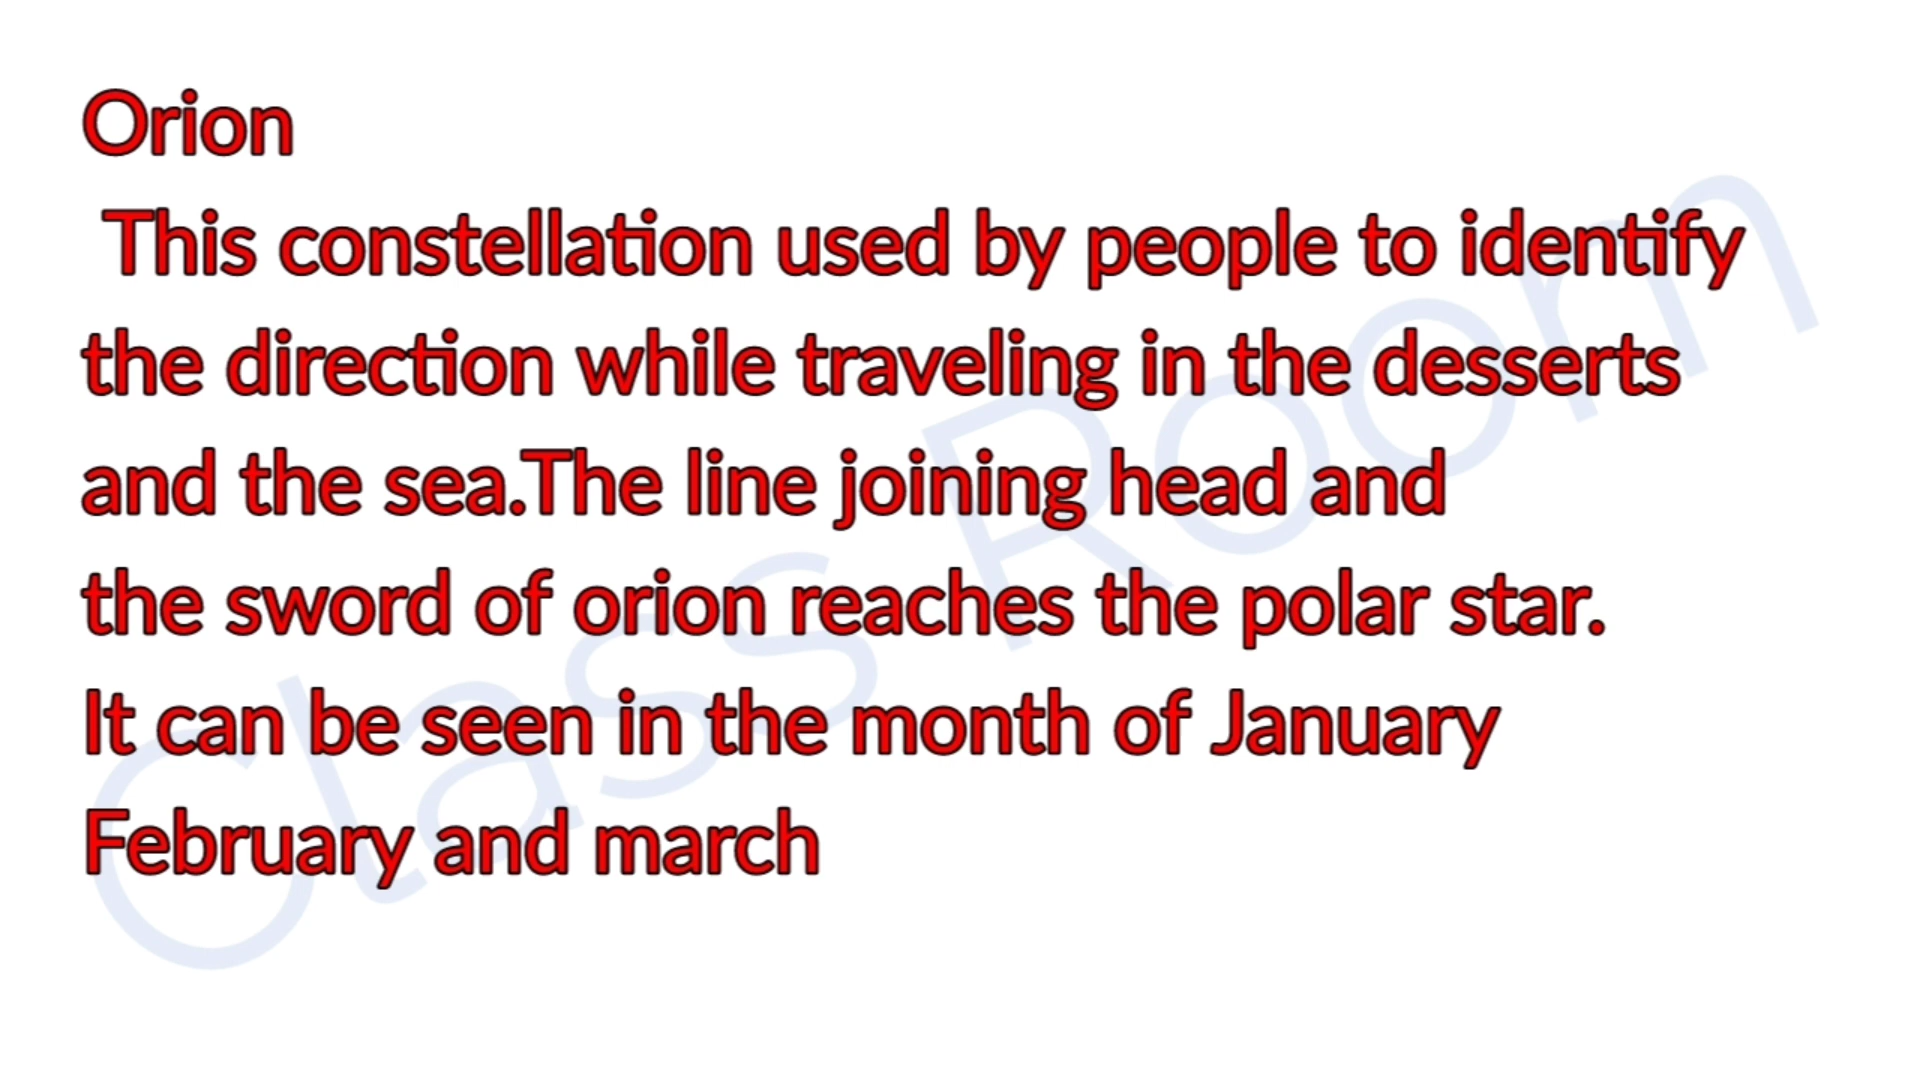 Orion
This constellation used by people to identify
the direction while traveling in the desserts
and the sea.The line joining head and
the sword of orion reaches the polar star.
It can be seen in the month of January
February and march
Class Room